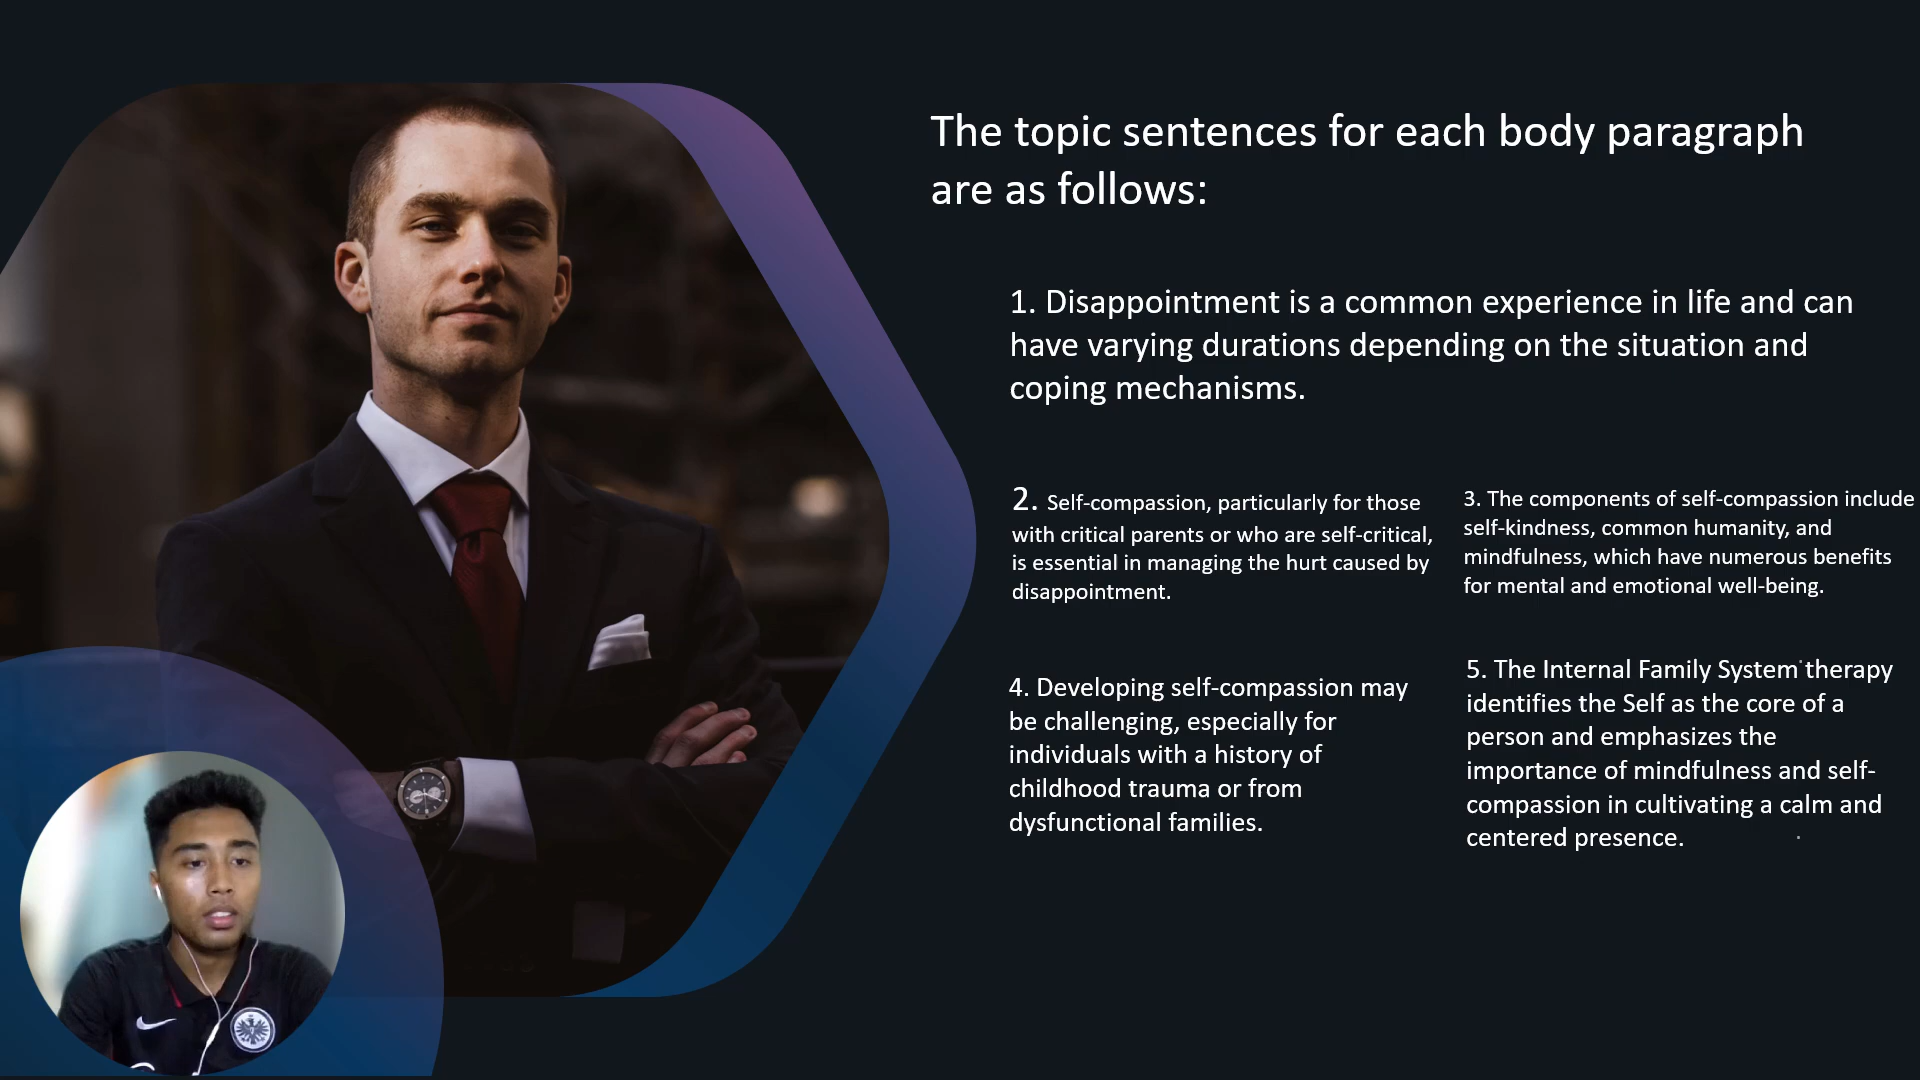 The topic sentences for each body paragraph
are as follows:
1. Disappointment is a common experience in life and can
have varying durations depending on the situation and
coping mechanisms.
2. Self-compassion, particularly for those
with critical parents or who are self-critical,
is essential in managing the hurt caused by
disappointment.
3. The components of self-compassion include
self-kindness, common humanity, and
mindfulness, which have numerous benefits
for mental and emotional well-being.
4. Developing self-compassion may
be challenging, especially for
individuals with a history of
childhood trauma or from
dysfunctional families.
5. The Internal Family System therapy
identifies the Self as the core of a
person and emphasizes the
importance of mindfulness and self-
compassion in cultivating a calm and
centered presence.